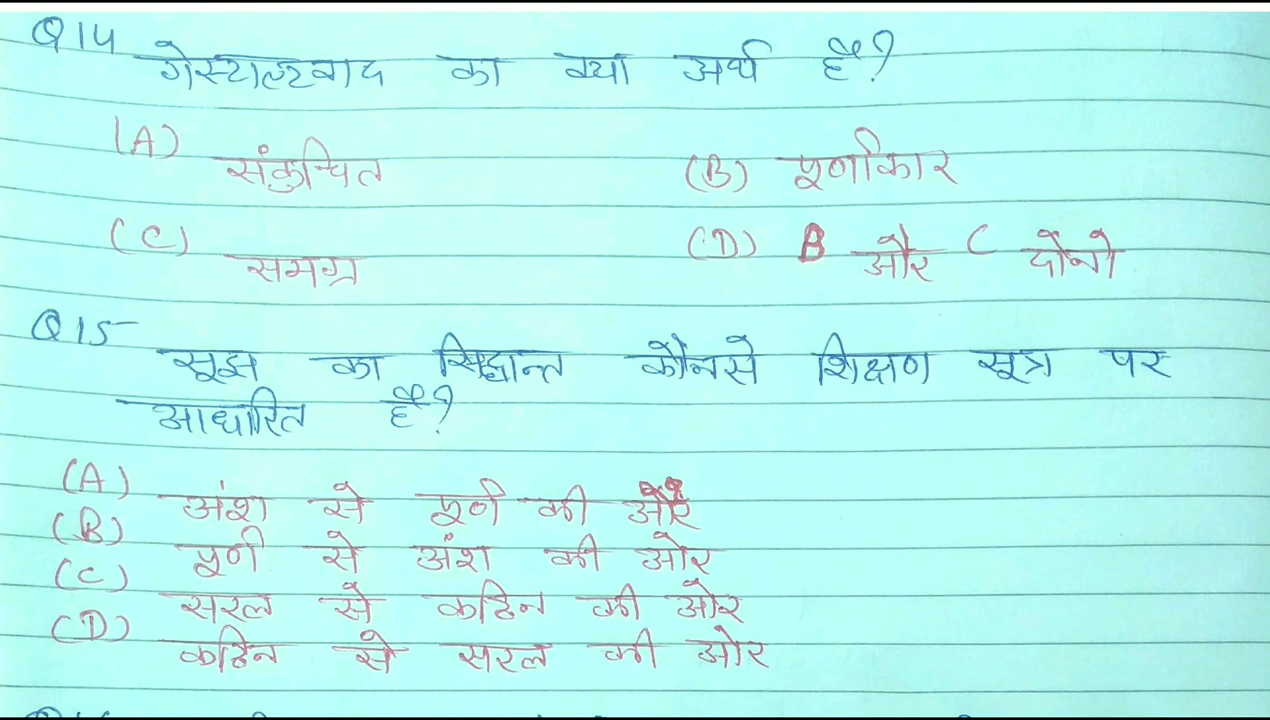 Q14
गेस्टाल्टवाद का क्या अर्थ है?
(A) संकुचित (B) पूर्णाकार
(C) समग्र (D) B और C दोनो
Q15
सूझ का सिद्धान्त कौनसे शिक्षण सूत्र पर
आधारित है?
(A) अंश से पूर्ण की ओर
(B) पूर्ण से अंश की ओर
(C) सरल से कठिन की ओर
(D) कठिन से सरल की ओर